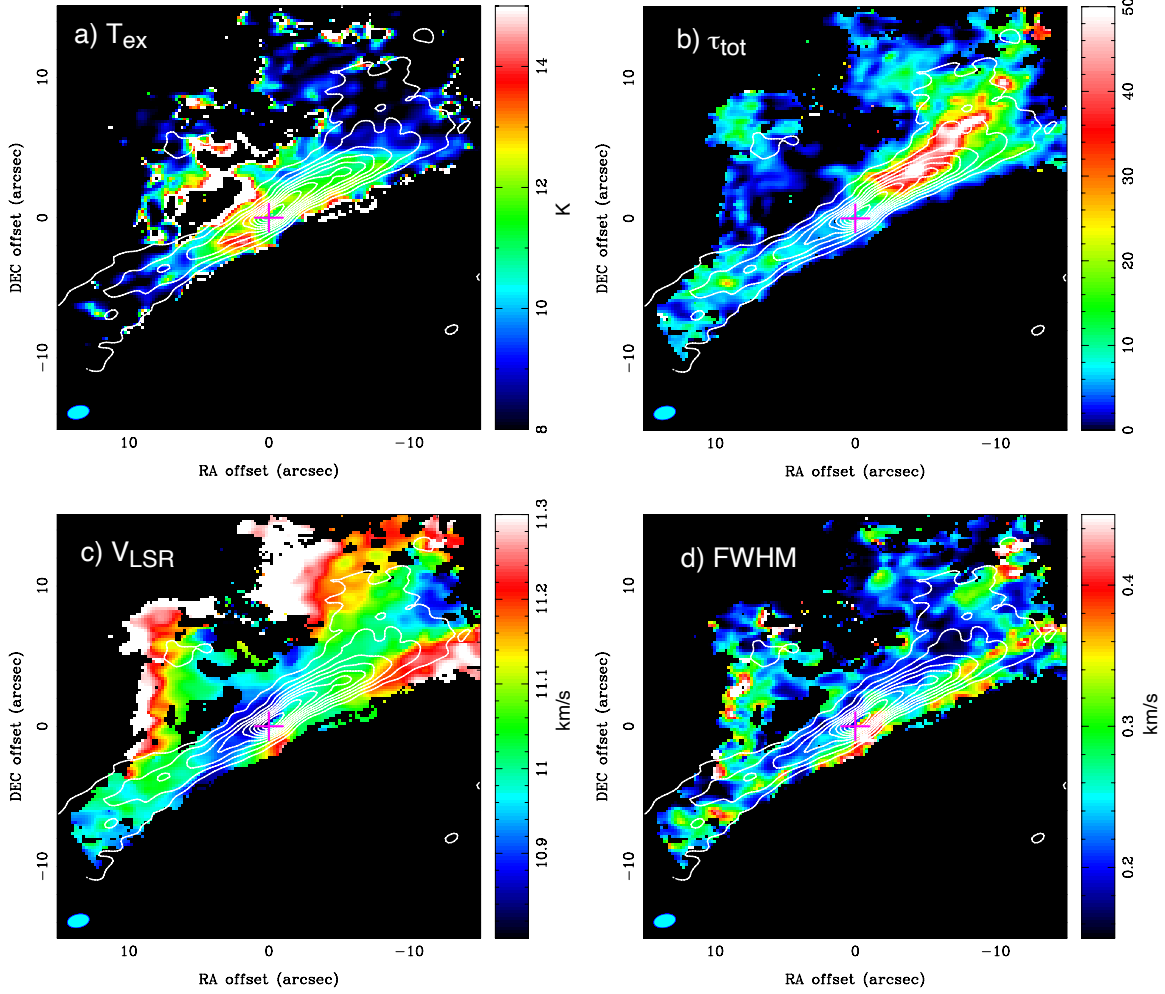 a) Tex
10
0
-10
DEC offset (arcsec)
10 0 -10
RA offset (arcsec)
14
12
10
8
K
b) τtot
10
0
-10
DEC offset (arcsec)
10 0 -10
RA offset (arcsec)
50
40
30
20
10
0
c) VLSR
10
0
-10
DEC offset (arcsec)
10 0 -10
RA offset (arcsec)
11.3
11.2
11.1
11
10.9
km/s
d) FWHM
10
0
-10
DEC offset (arcsec)
10 0 -10
RA offset (arcsec)
0.4
0.3
0.2
km/s